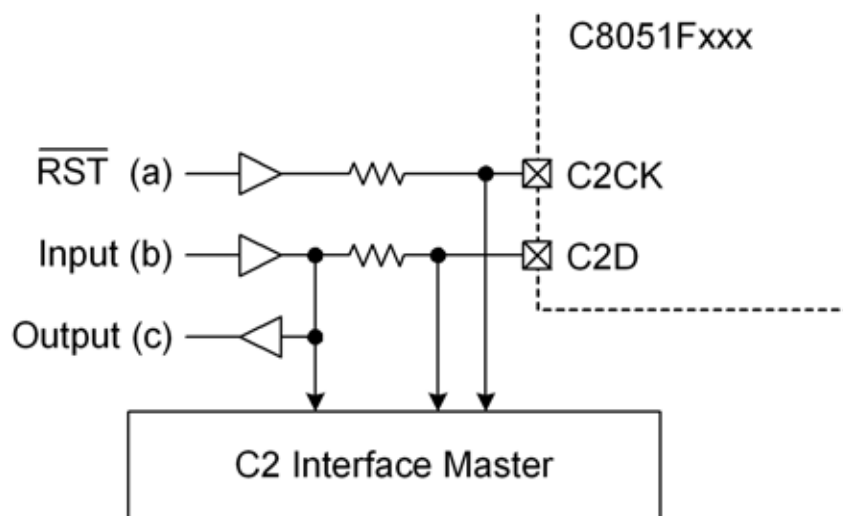 C8051Fxxx
RST (a)
C2CK
Input (b)
C2D
Output (c)
C2 Interface Master